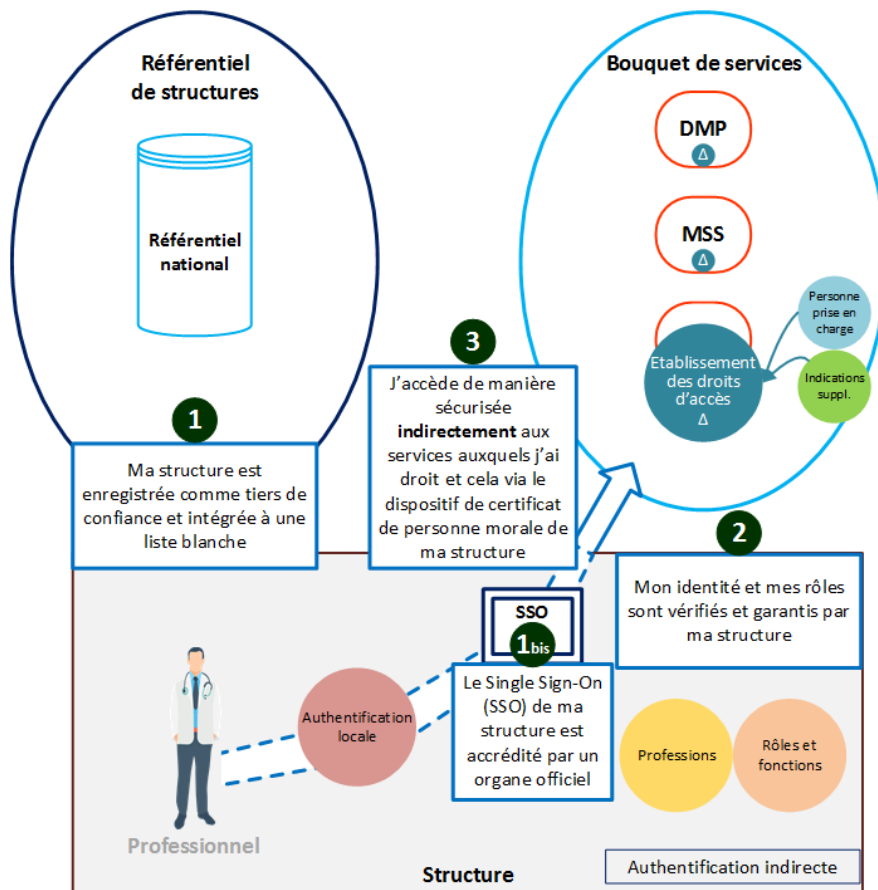 Référentiel
de structures
Référentiel
national
Bouquet de services
DMP
Δ
MSS
Δ
Personne
prise en
charge
Etablissement
des droits
d'accès
Δ
Indications
suppl.
1
Ma structure est
enregistrée comme tiers de
confiance et intégrée à une
liste blanche
3
J'accède de manière
sécurisée
indirectement aux
services auxquels j'ai
droit et cela via le
dispositif de certificat
de personne morale de
ma structure
2
Mon identité et mes rôles
sont vérifiés et garantis par
ma structure
SSO
1bis
Le Single Sign-On
(SSO) de ma
structure est
accrédité par un
organe officiel
Authentification
locale
Professions
Rôles et
fonctions
Professionnel
Structure
Authentification indirecte